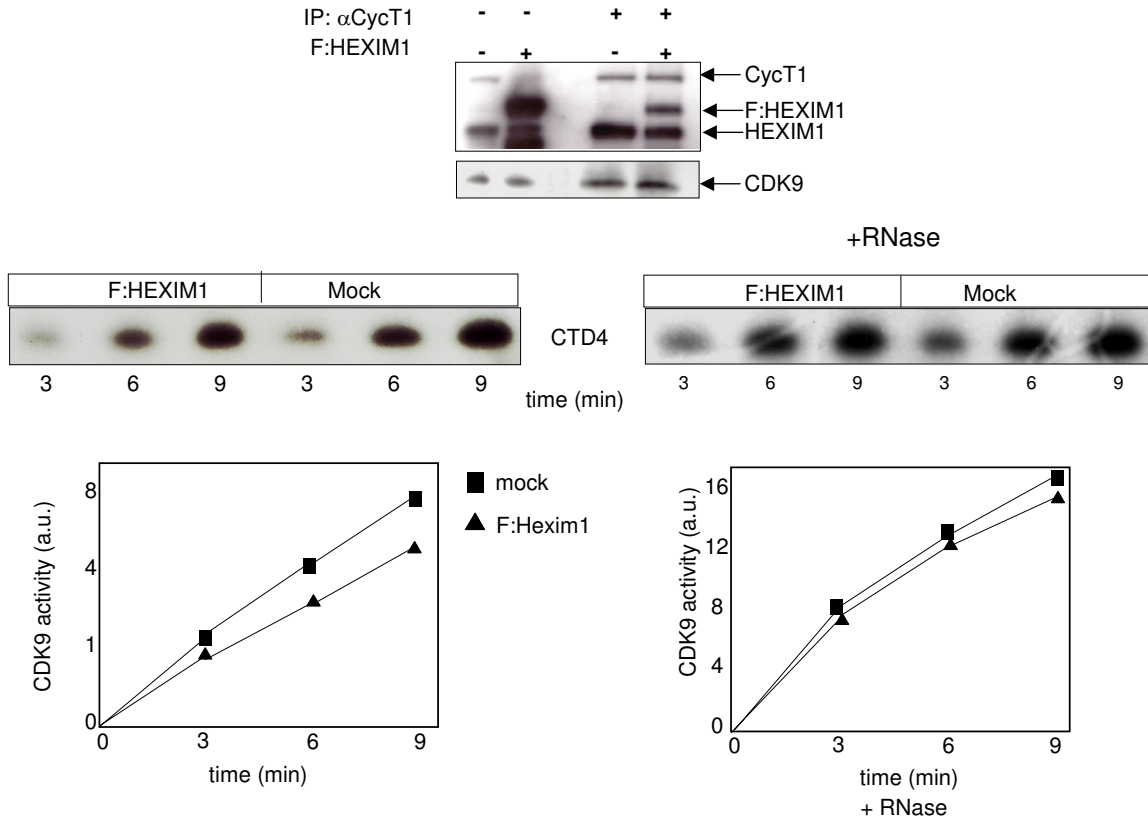 IP: αCycT1 - - + +
F:HEXIM1 - + - +
CycT1
F:HEXIM1
HEXIM1
CDK9
+RNase
F:HEXIM1 Mock
F:HEXIM1 Mock
CTD4
3 6 9 3 6 9
3 6 9 3 6 9
time (min)
8
4
1
0
CDK9 activity (a.u.)
0 3 6 9
time (min)
mock
F:Hexim1
16
12
8
4
0
CDK9 activity (a.u.)
0 3 6 9
time (min)
+ RNase